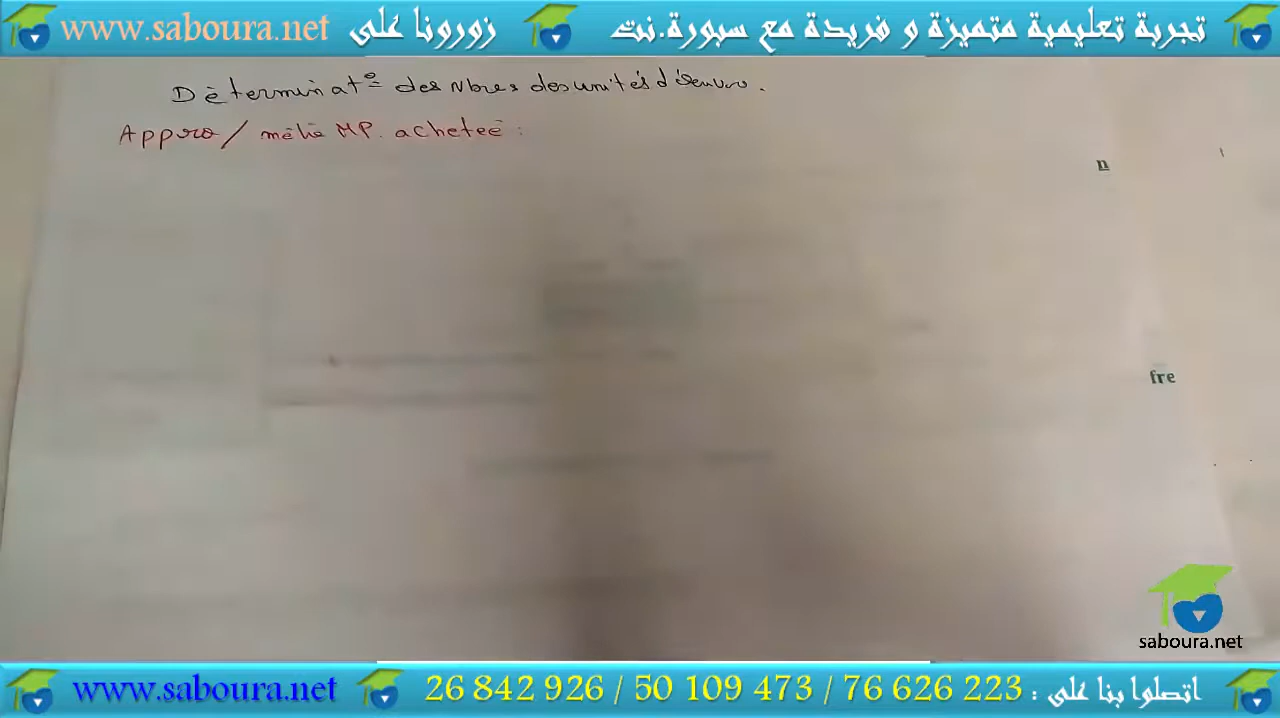 www.saboura.net زورونا على تجربة تعليمية متميزة و فريدة مع سبورة.نت
Déterminat° des Nbres des unités d'œuvre.
Appro / mètre MP. achetée :
n
fre
saboura.net
www.saboura.net 26 842 926 / 50 109 473 / 76 626 223 : اتصلوا بنا على